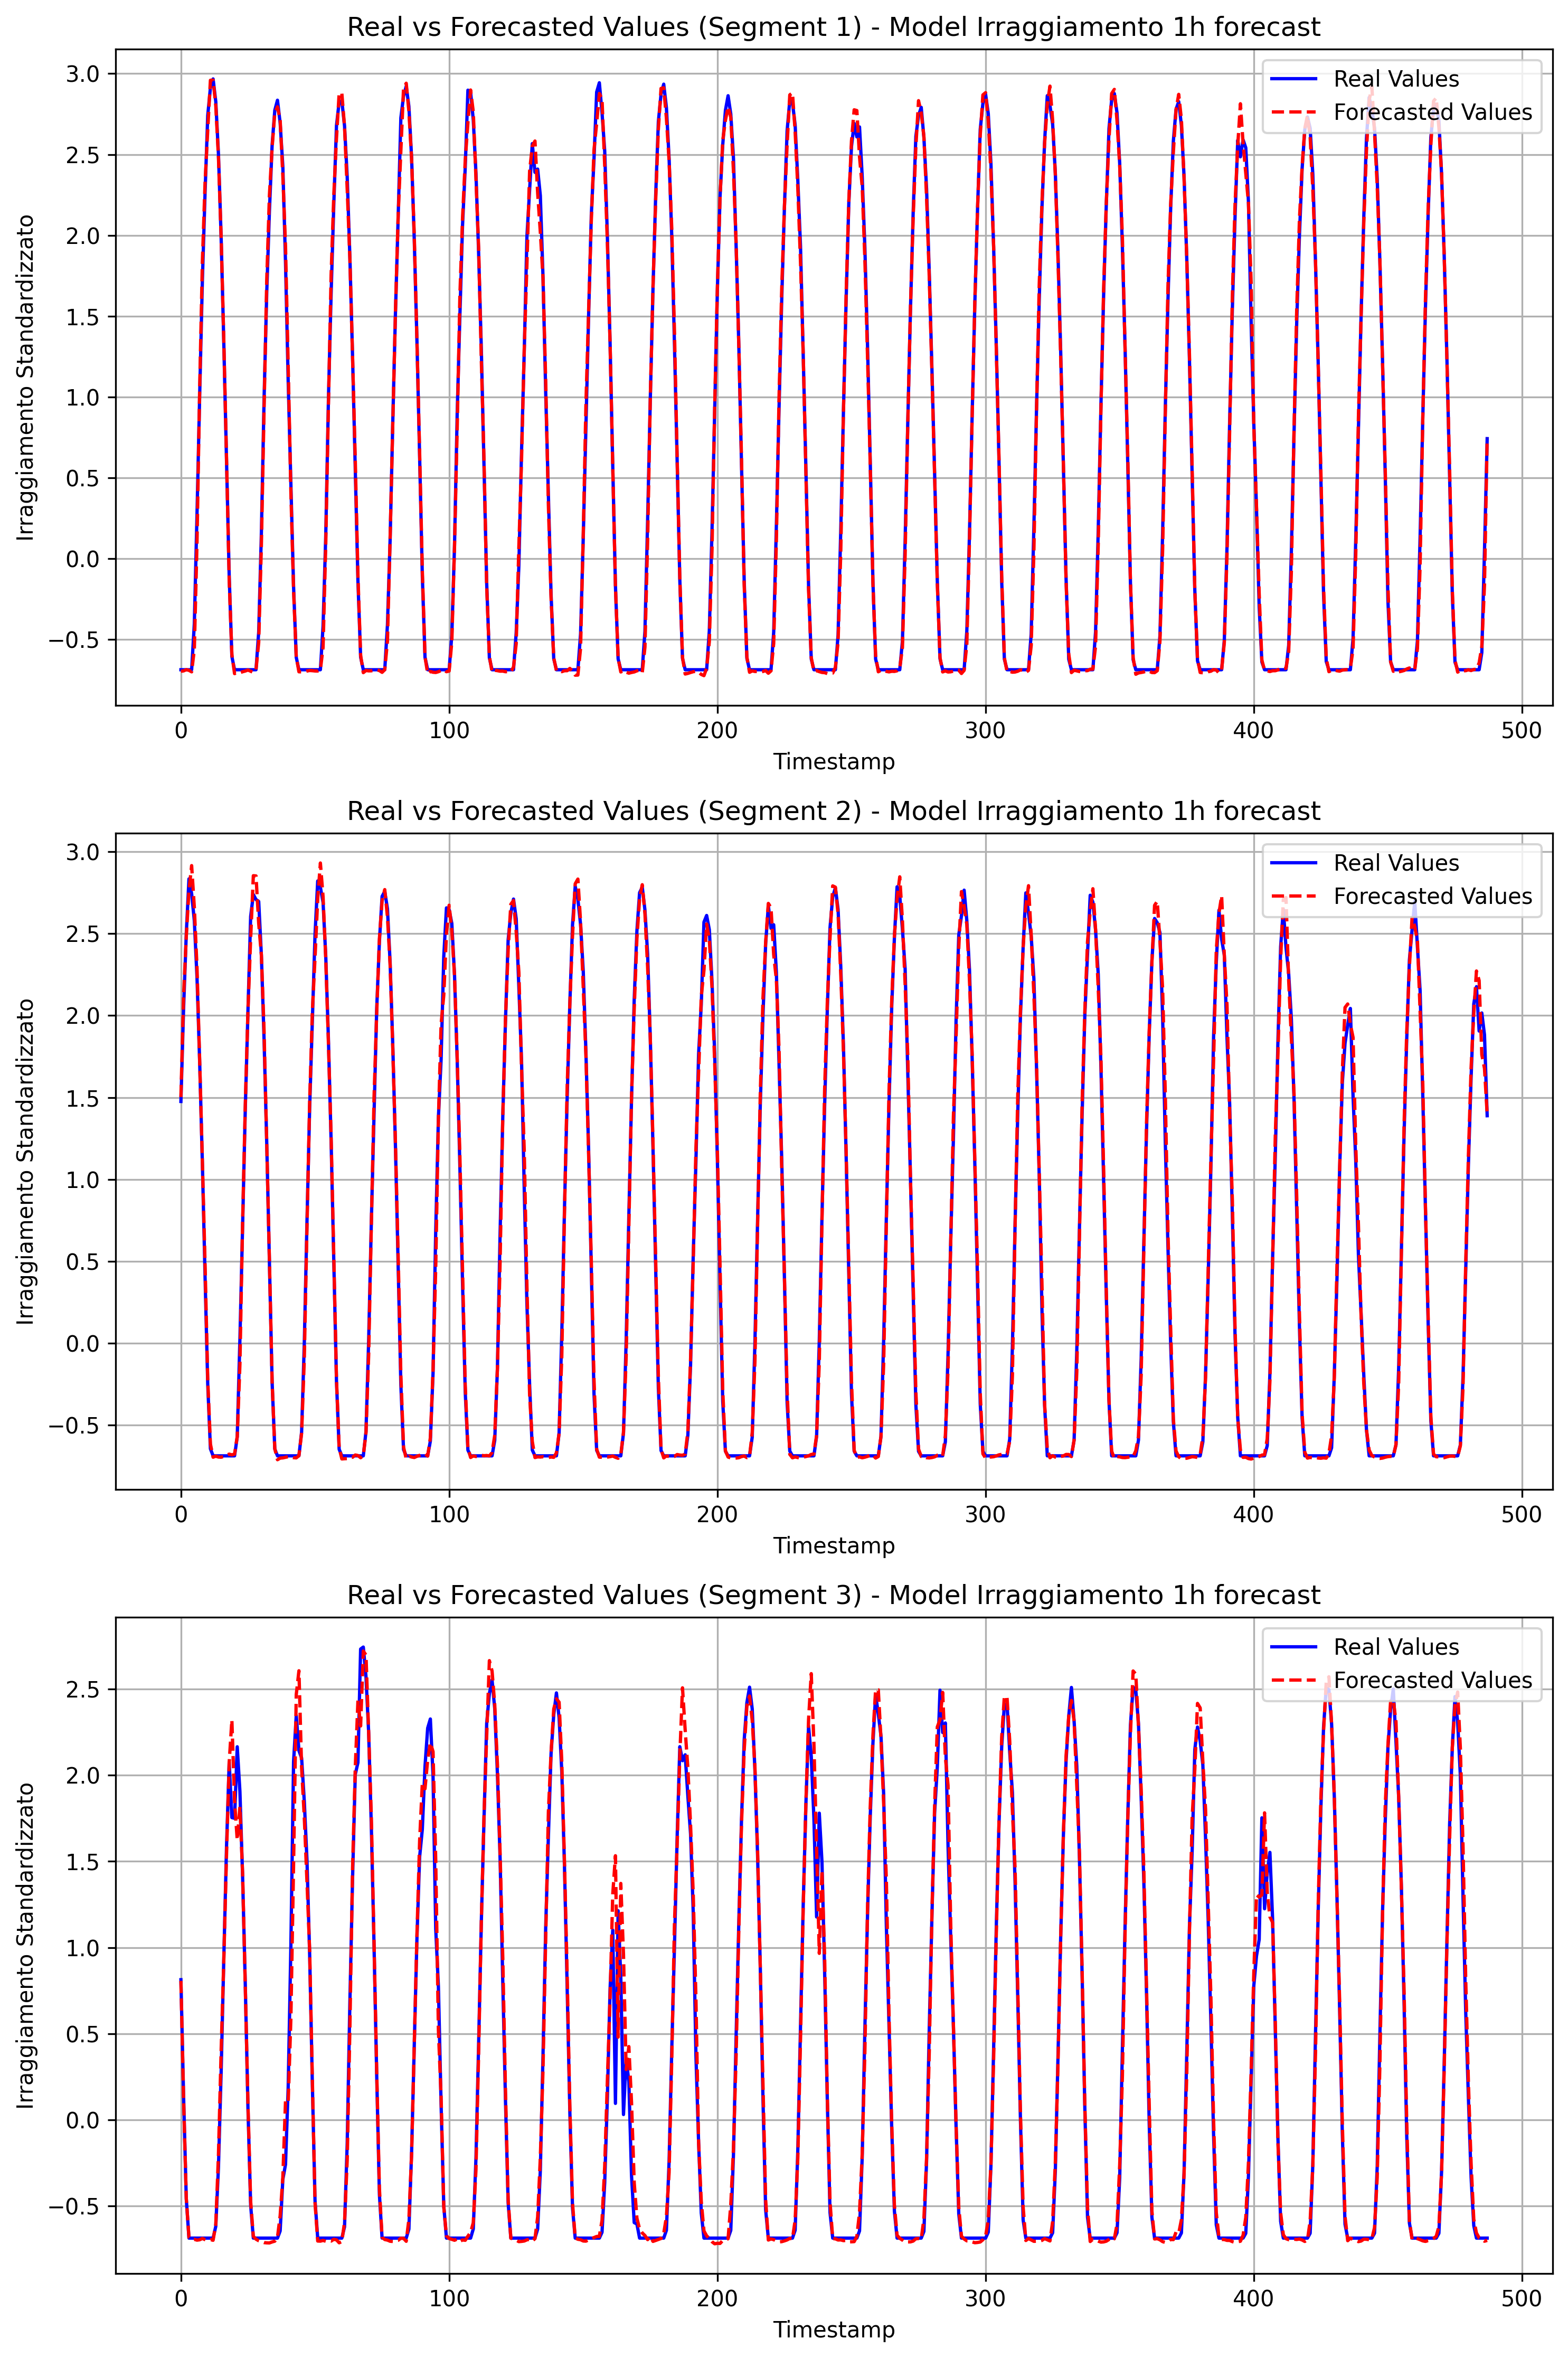 Real vs Forecasted Values (Segment 1) - Model Irraggiamento 1h forecast
Real Values
Forecasted Values
3.0
2.5
2.0
1.5
1.0
0.5
0.0
−0.5
Irraggiamento Standardizzato
0 100 200 300 400 500
Timestamp
Real vs Forecasted Values (Segment 2) - Model Irraggiamento 1h forecast
Real Values
Forecasted Values
3.0
2.5
2.0
1.5
1.0
0.5
0.0
−0.5
Irraggiamento Standardizzato
0 100 200 300 400 500
Timestamp
Real vs Forecasted Values (Segment 3) - Model Irraggiamento 1h forecast
Real Values
Forecasted Values
2.5
2.0
1.5
1.0
0.5
0.0
−0.5
Irraggiamento Standardizzato
0 100 200 300 400 500
Timestamp